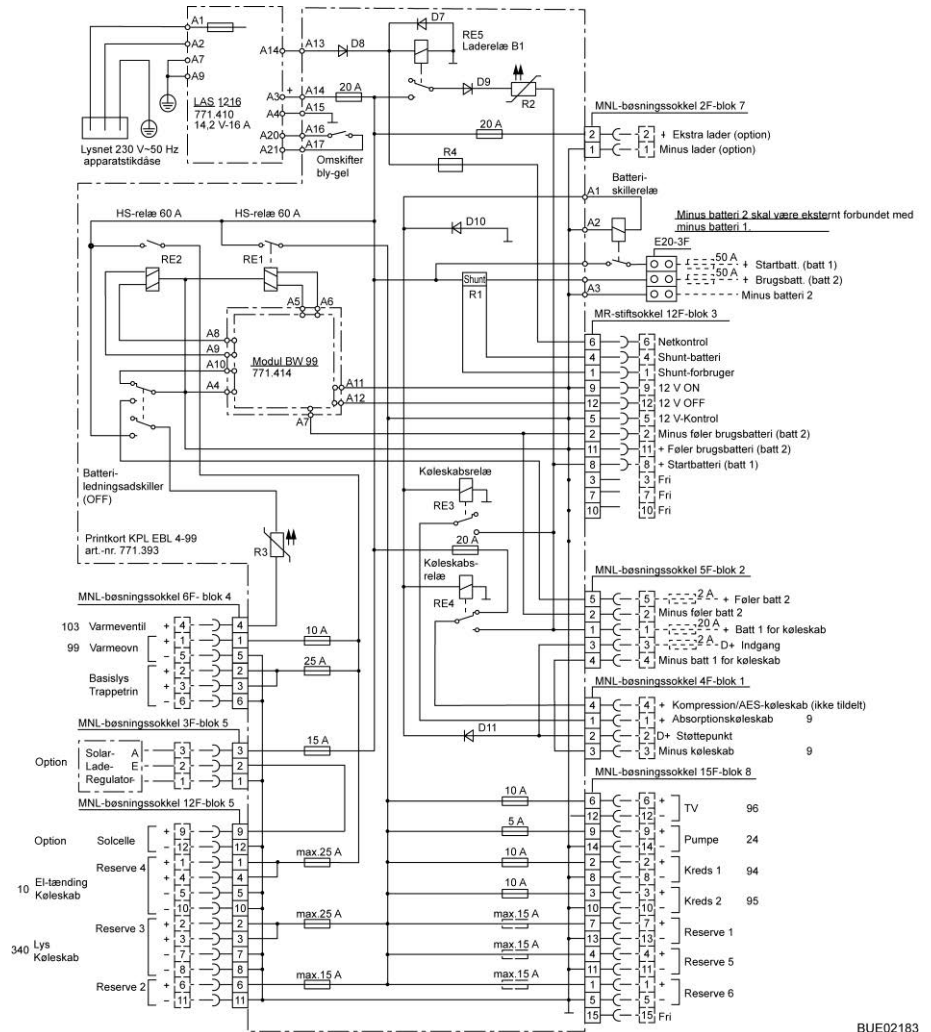 A1
A2
A7
A9
LAS 1216
771.410
14,2 V-16 A
A14
A3
+
A4
A20
A21
A13
A14
A15
A16
A17
Omskifter
bly-gel
Lysnet 230 V~50 Hz
apparatstikdåse
D8
D7
RE5
Laderelæ B1
D9
R2
20 A
20 A
R4
MNL-bøsningssokkel 2F-blok 7
2 2 + Ekstra lader (option)
1 1 Minus lader (option)
Batteri-
skillerelæ
A1
A2
A3
Minus batteri 2 skal være eksternt forbundet med
minus batteri 1.
E20-3F
50 A + Startbatt. (batt 1)
50 A + Brugsbatt. (batt 2)
Minus batteri 2
HS-relæ 60 A
HS-relæ 60 A
RE2
RE1
D10
Shunt
R1
A5
A6
A8
A9
A10
A4
Modul BW 99
771.414
A11
A12
A7
MR-stiftsokkel 12F-blok 3
6 6 Netkontrol
4 4 Shunt-batteri
1 1 Shunt-forbruger
9 9 12 V ON
12 12 12 V OFF
5 5 12 V-Kontrol
2 2 Minus føler brugsbatteri (batt 2)
11 11 + Føler brugsbatteri (batt 2)
8 8 + Startbatteri (batt 1)
3 3 Fri
7 7 Fri
10 10 Fri
Batteri-
ledningsadskiller
(OFF)
Printkort KPL EBL 4-99
art.-nr. 771.393
R3
Køleskabsrelæ
RE3
20 A
Køleskabs-
relæ
RE4
D11
MNL-bøsningssokkel 5F-blok 2
5 5 2 A + Føler batt 2
2 2 Minus føler batt 2
1 1 20 A + Batt 1 for køleskab
3 3 2 A D+ Indgang
4 4 Minus batt 1 for køleskab
MNL-bøsningssokkel 4F-blok 1
4 4 + Kompression/AES-køleskab (ikke tildelt)
1 1 + Absorptionskøleskab 9
2 2 D+ Støttepunkt
3 3 Minus køleskab 9
MNL-bøsningssokkel 6F- blok 4
103 Varmeventil + 4 4
99 Varmeovn + 1 1 10 A
− 5 5
Basislys + 2 2 25 A
Trappetrin + 3 3
− 6 6
MNL-bøsningssokkel 3F-blok 5
Option
Solar- A 3 3 15 A
Lade- E 2 2
Regulator- 1 1
MNL-bøsningssokkel 12F-blok 5
Option Solcelle + 9 9
− 12 12
Reserve 4 + 1 1 max.25 A
+ 4 4
10 El-tænding
Køleskab
− 5 5
− 10 10
Reserve 3 + 2 2 max.25 A
+ 3 3
340 Lys
Køleskab
− 7 7
− 8 8
Reserve 2 + 6 6 max.15 A
− 11 11
MNL-bøsningssokkel 15F-blok 8
10 A 6 6 + TV 96
12 12 −
5 A 9 9 + Pumpe 24
14 14 −
10 A 2 2 + Kreds 1 94
8 8 −
10 A 3 3 + Kreds 2 95
10 10 −
max.15 A 7 7 + Reserve 1
13 13 −
max.15 A 4 4 + Reserve 5
11 11 −
max.15 A 1 1 + Reserve 6
5 5 −
15 15 Fri
BUE02183